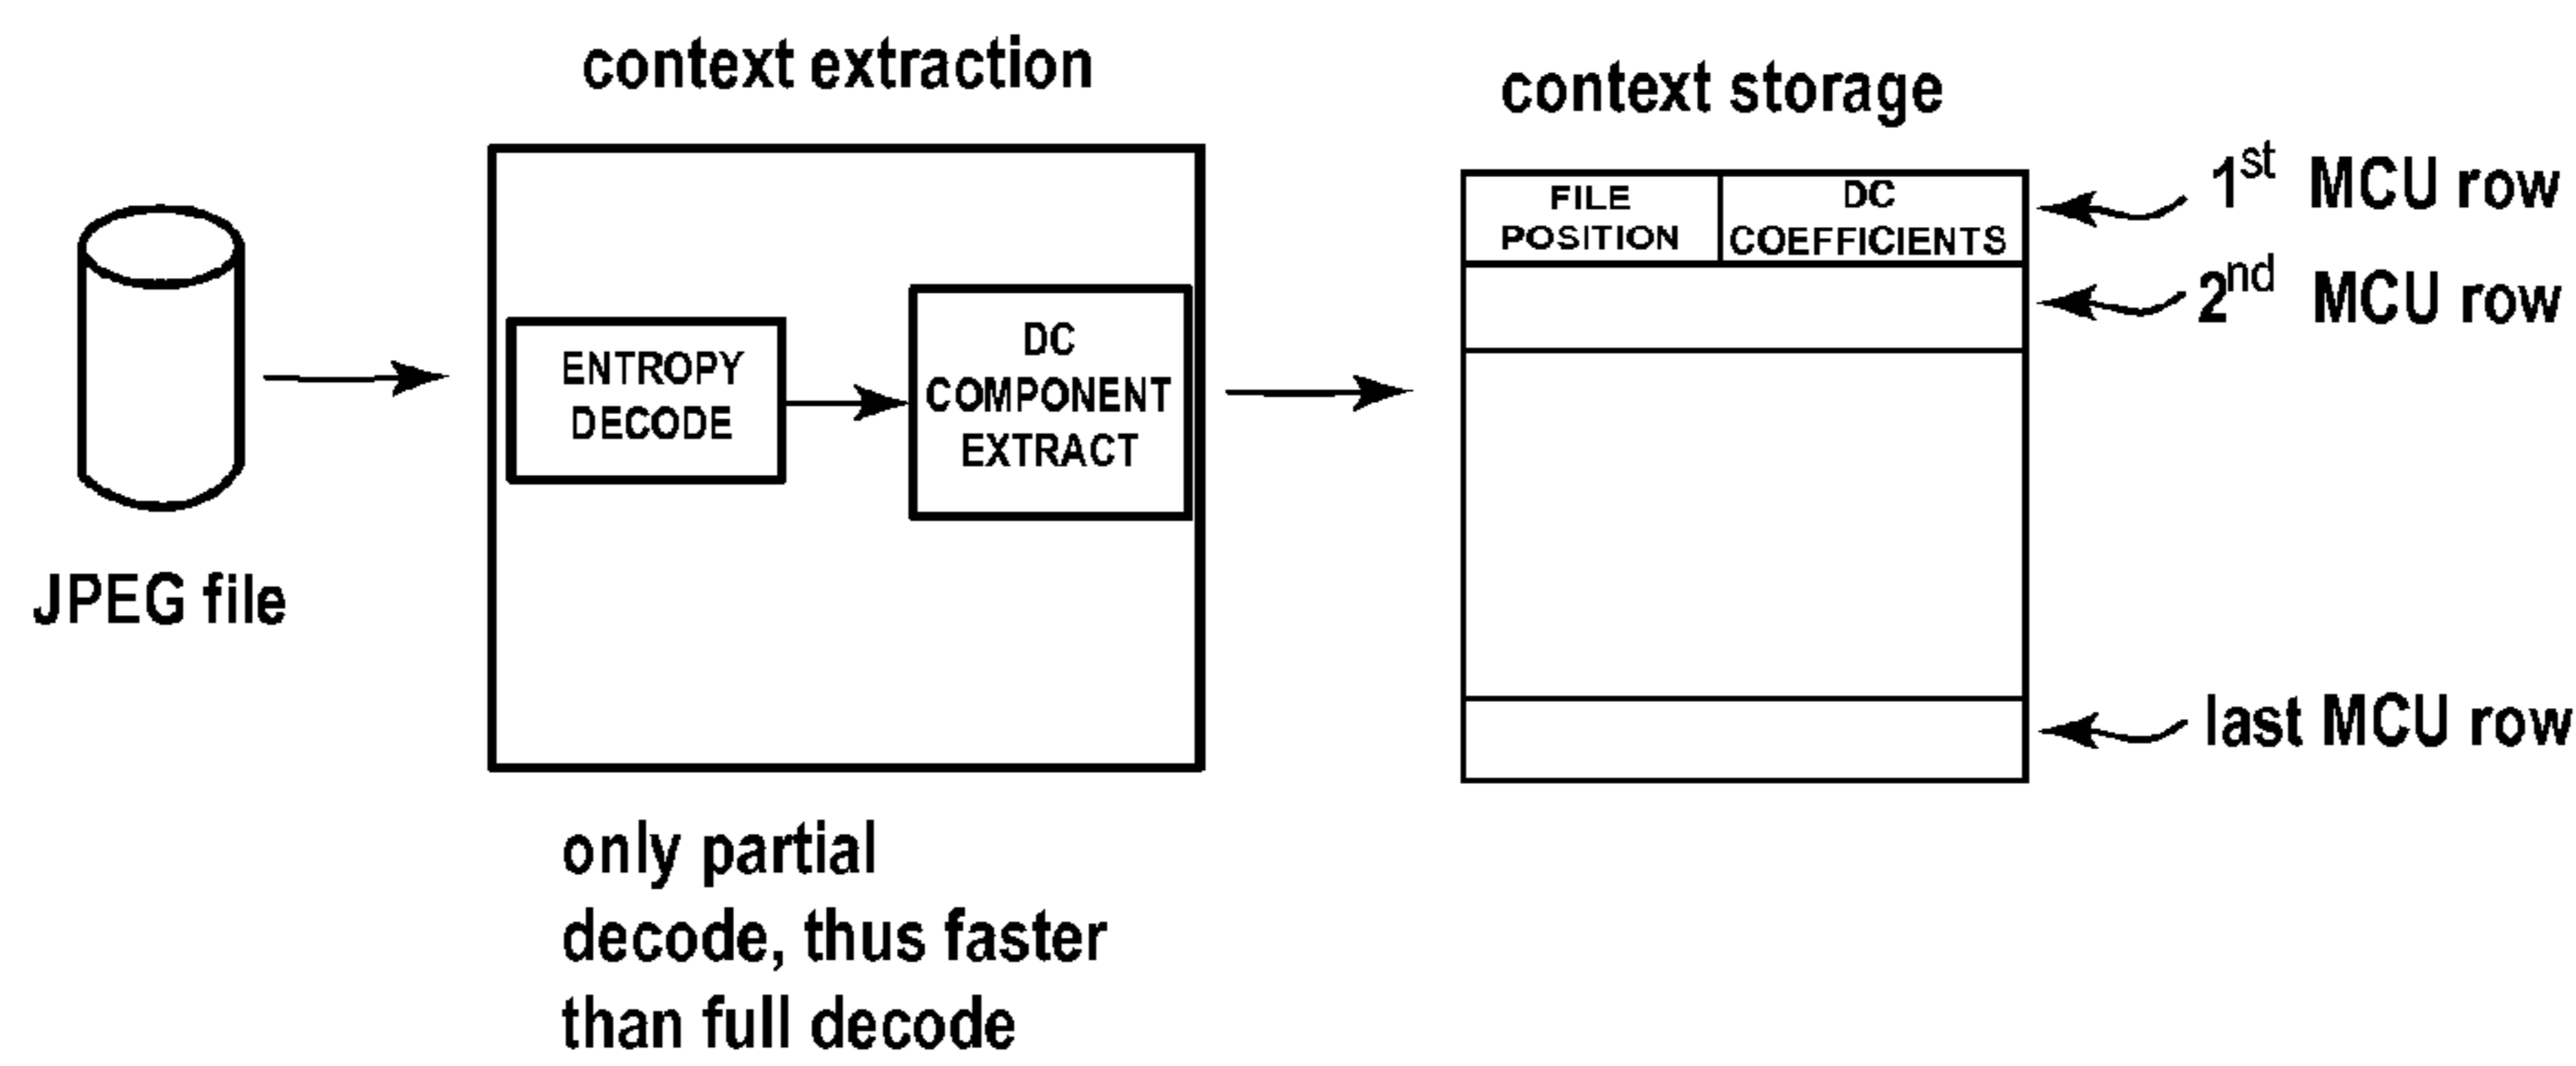 context extraction
context storage
FILE
POSITION
DC
COEFFICIENTS
1st MCU row
2nd MCU row
ENTROPY
DECODE
DC
COMPONENT
EXTRACT
JPEG file
last MCU row
only partial
decode, thus faster
than full decode